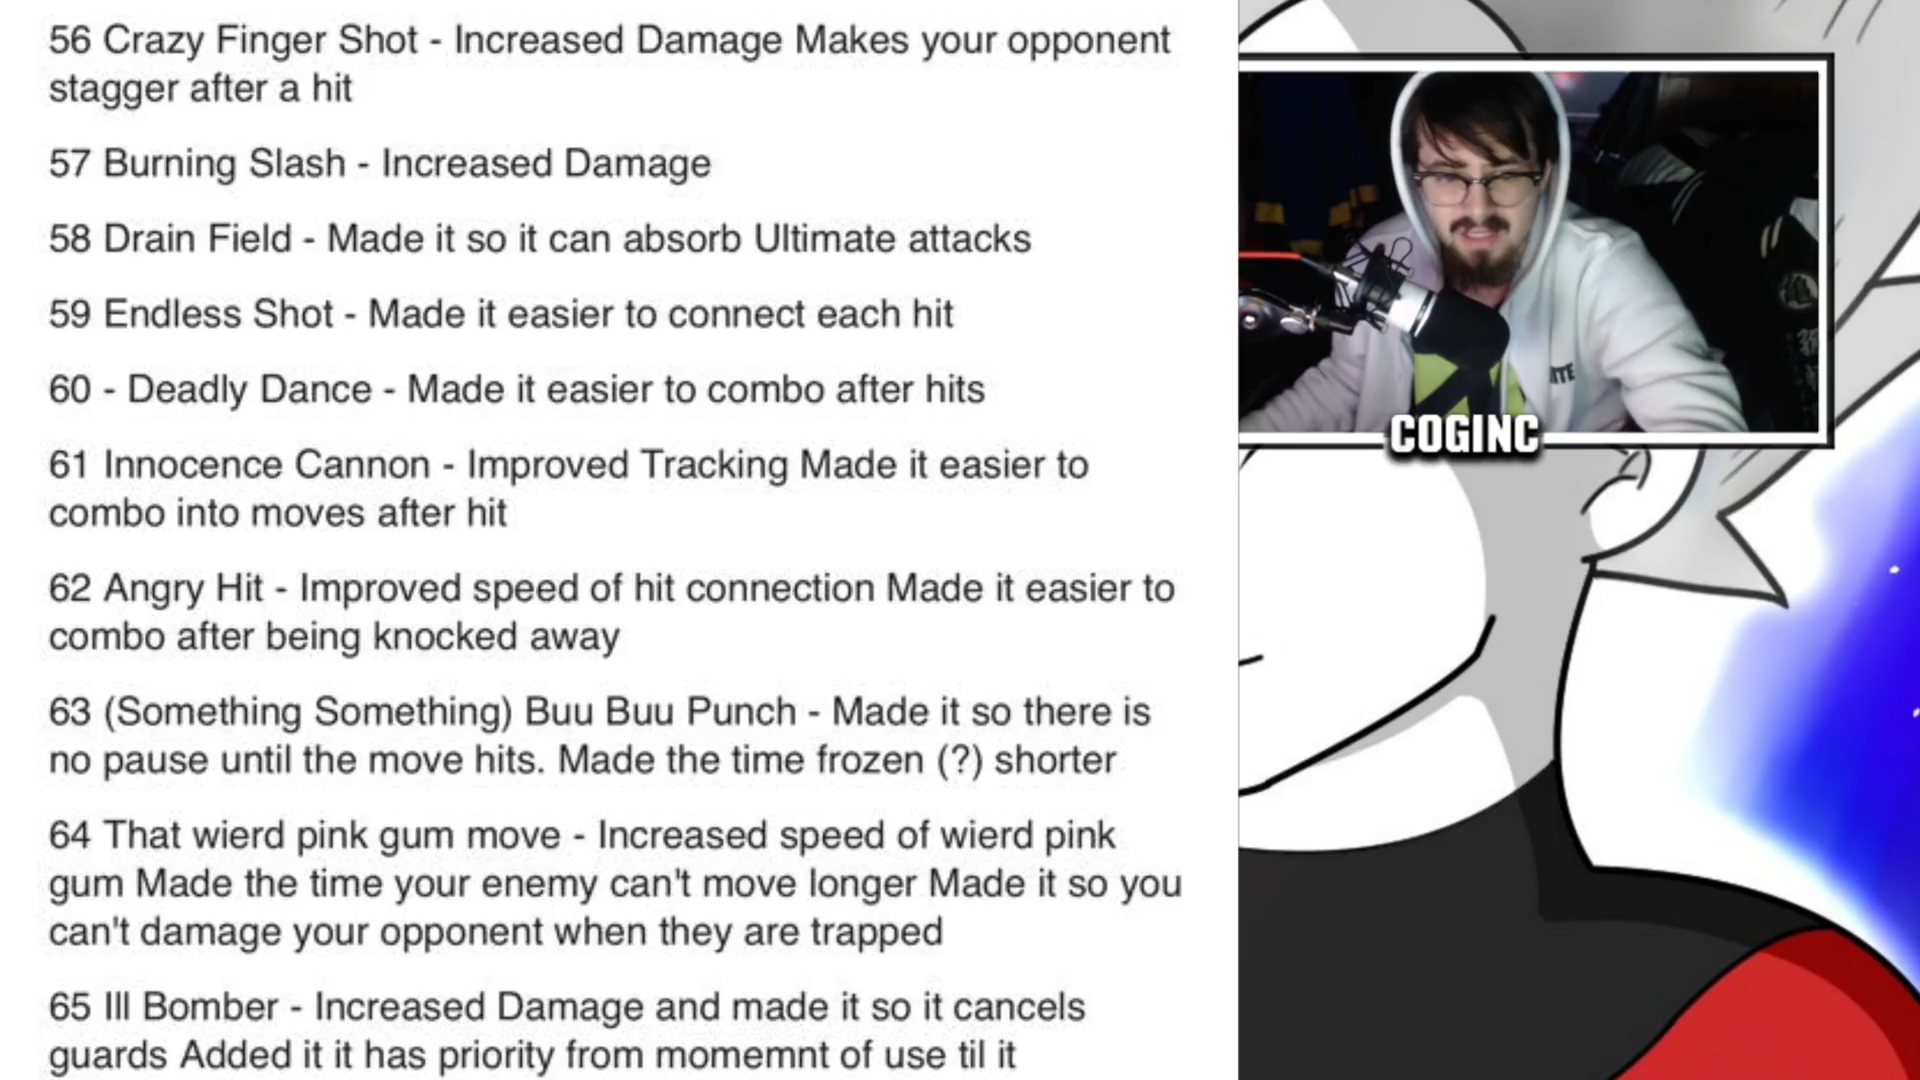 56 Crazy Finger Shot - Increased Damage Makes your opponent
stagger after a hit
57 Burning Slash - Increased Damage
58 Drain Field - Made it so it can absorb Ultimate attacks
59 Endless Shot - Made it easier to connect each hit
60 - Deadly Dance - Made it easier to combo after hits
61 Innocence Cannon - Improved Tracking Made it easier to
combo into moves after hit
62 Angry Hit - Improved speed of hit connection Made it easier to
combo after being knocked away
63 (Something Something) Buu Buu Punch - Made it so there is
no pause until the move hits. Made the time frozen (?) shorter
64 That wierd pink gum move - Increased speed of wierd pink
gum Made the time your enemy can't move longer Made it so you
can't damage your opponent when they are trapped
65 Ill Bomber - Increased Damage and made it so it cancels
guards Added it it has priority from momemnt of use til it
COGINC